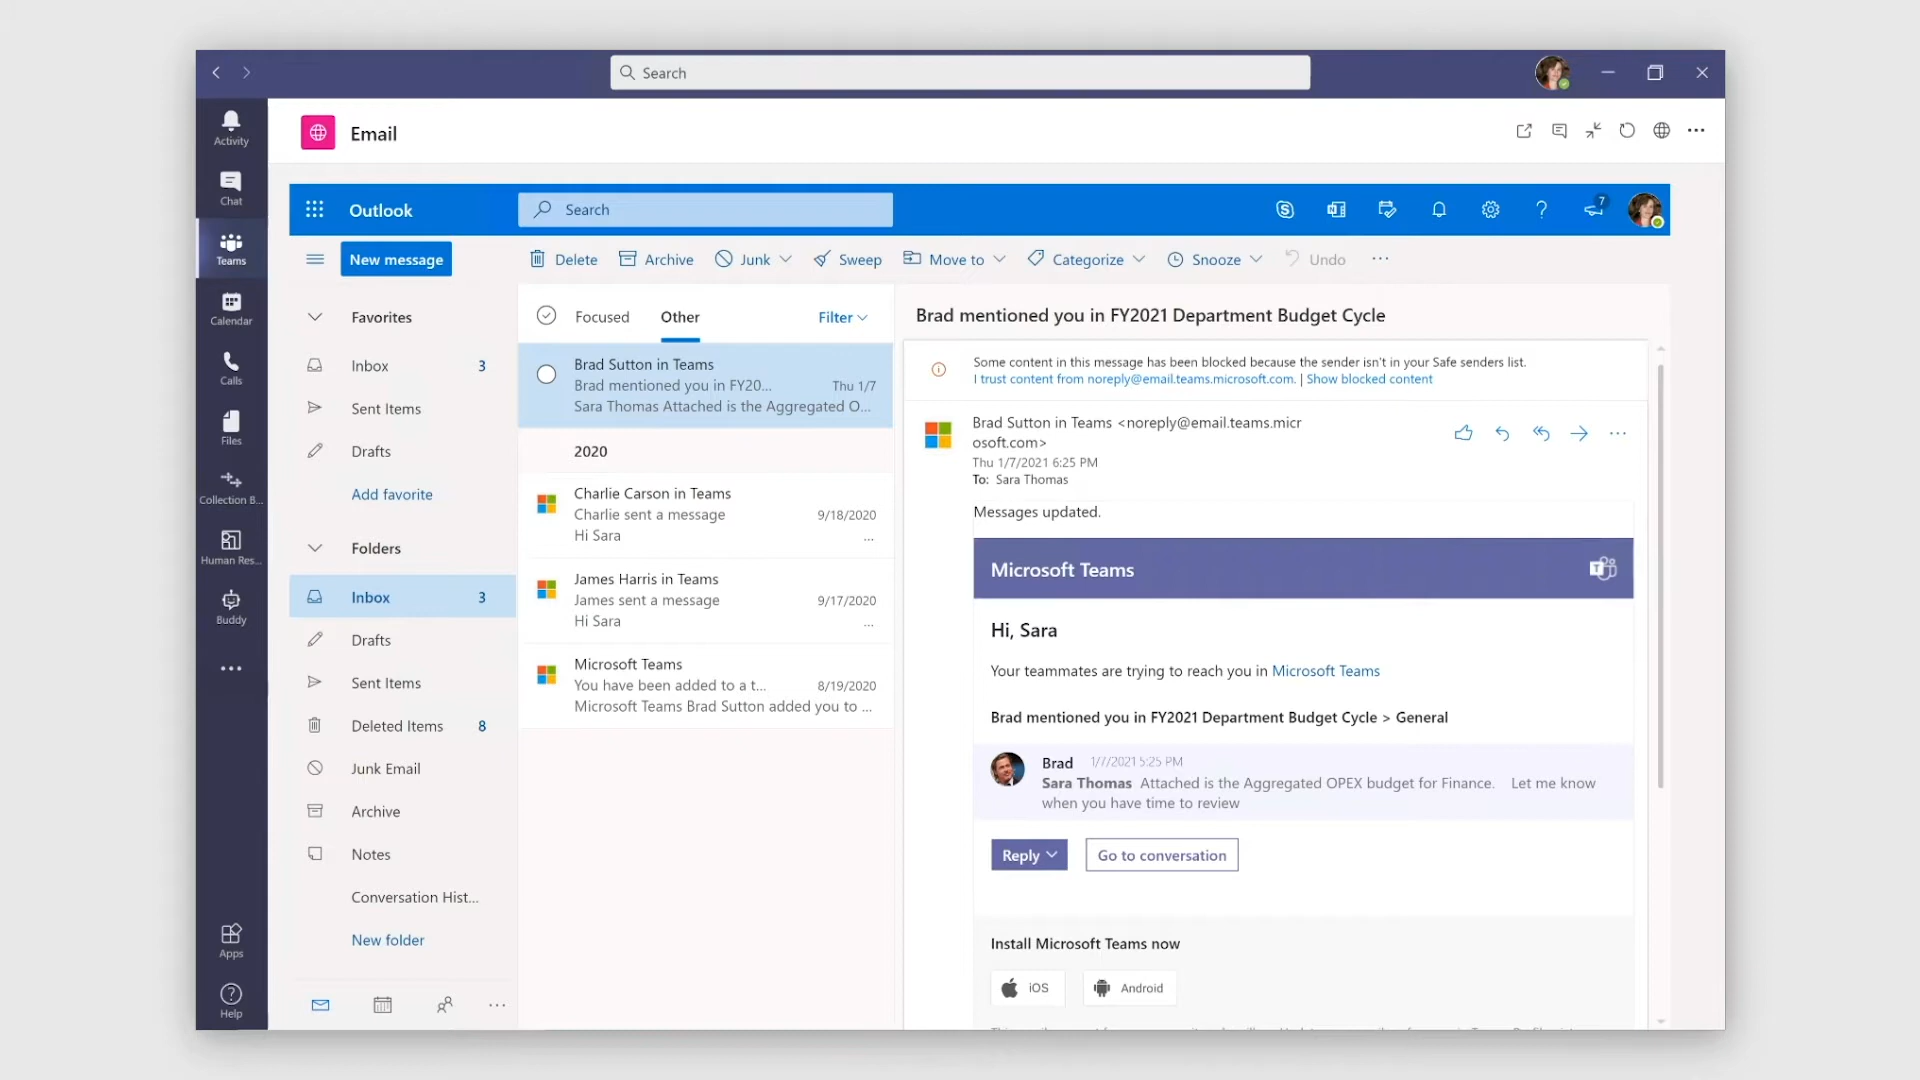 Search
Activity
Chat
Teams
Calendar
Calls
Files
Collection B...
Human Res...
Buddy
Apps
Help
Email
Outlook
Search
7
New message
Delete
Archive
Junk
Sweep
Move to
Categorize
Snooze
Undo
Favorites
Inbox 3
Sent Items
Drafts
Add favorite
Folders
Inbox 3
Drafts
Sent Items
Deleted Items 8
Junk Email
Archive
Notes
Conversation Hist...
New folder
Focused
Other
Filter
Brad Sutton in Teams
Brad mentioned you in FY20... Thu 1/7
Sara Thomas Attached is the Aggregated O...
2020
Charlie Carson in Teams
Charlie sent a message 9/18/2020
Hi Sara ...
James Harris in Teams
James sent a message 9/17/2020
Hi Sara ...
Microsoft Teams
You have been added to a t... 8/19/2020
Microsoft Teams Brad Sutton added you to ...
Brad mentioned you in FY2021 Department Budget Cycle
Some content in this message has been blocked because the sender isn't in your Safe senders list.
I trust content from noreply@email.teams.microsoft.com. | Show blocked content
Brad Sutton in Teams <noreply@email.teams.micr
osoft.com>
Thu 1/7/2021 6:25 PM
To: Sara Thomas
Messages updated.
Microsoft Teams
T
Hi, Sara
Your teammates are trying to reach you in Microsoft Teams
Brad mentioned you in FY2021 Department Budget Cycle > General
Brad 1/7/2021 5:25 PM
Sara Thomas Attached is the Aggregated OPEX budget for Finance. Let me know
when you have time to review
Reply
Go to conversation
Install Microsoft Teams now
iOS
Android